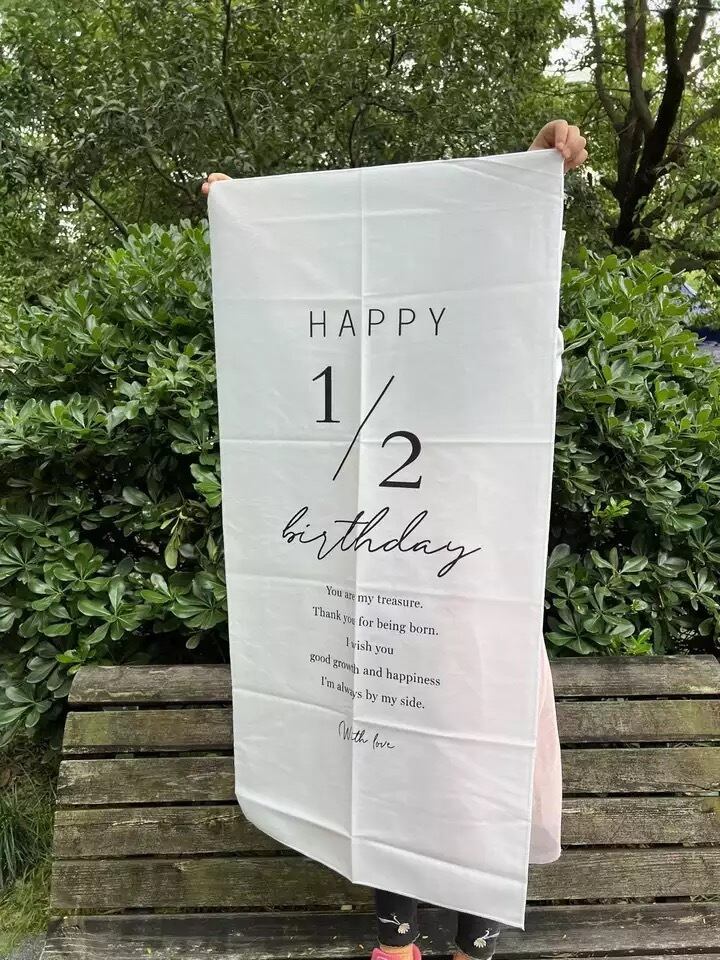 HAPPY
1/2
birthday
You are my treasure.
Thank you for being born.
I wish you
good growth and happiness
I'm always by my side.
With love